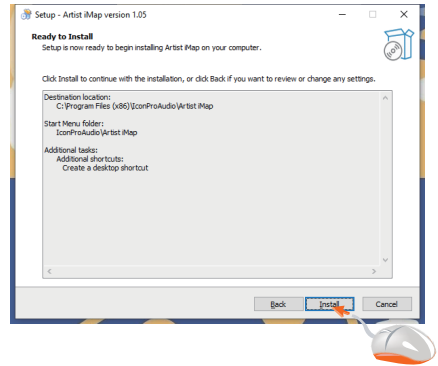 Setup - Artist iMap version 1.05
Ready to Install
Setup is now ready to begin installing Artist iMap on your computer.
Click Install to continue with the installation, or click Back if you want to review or change any settings.
Destination location:
C:\Program Files (x86)\IconProAudio\Artist iMap
Start Menu folder:
IconProAudio\Artist iMap
Additional tasks:
Additional shortcuts:
Create a desktop shortcut
Back Install Cancel